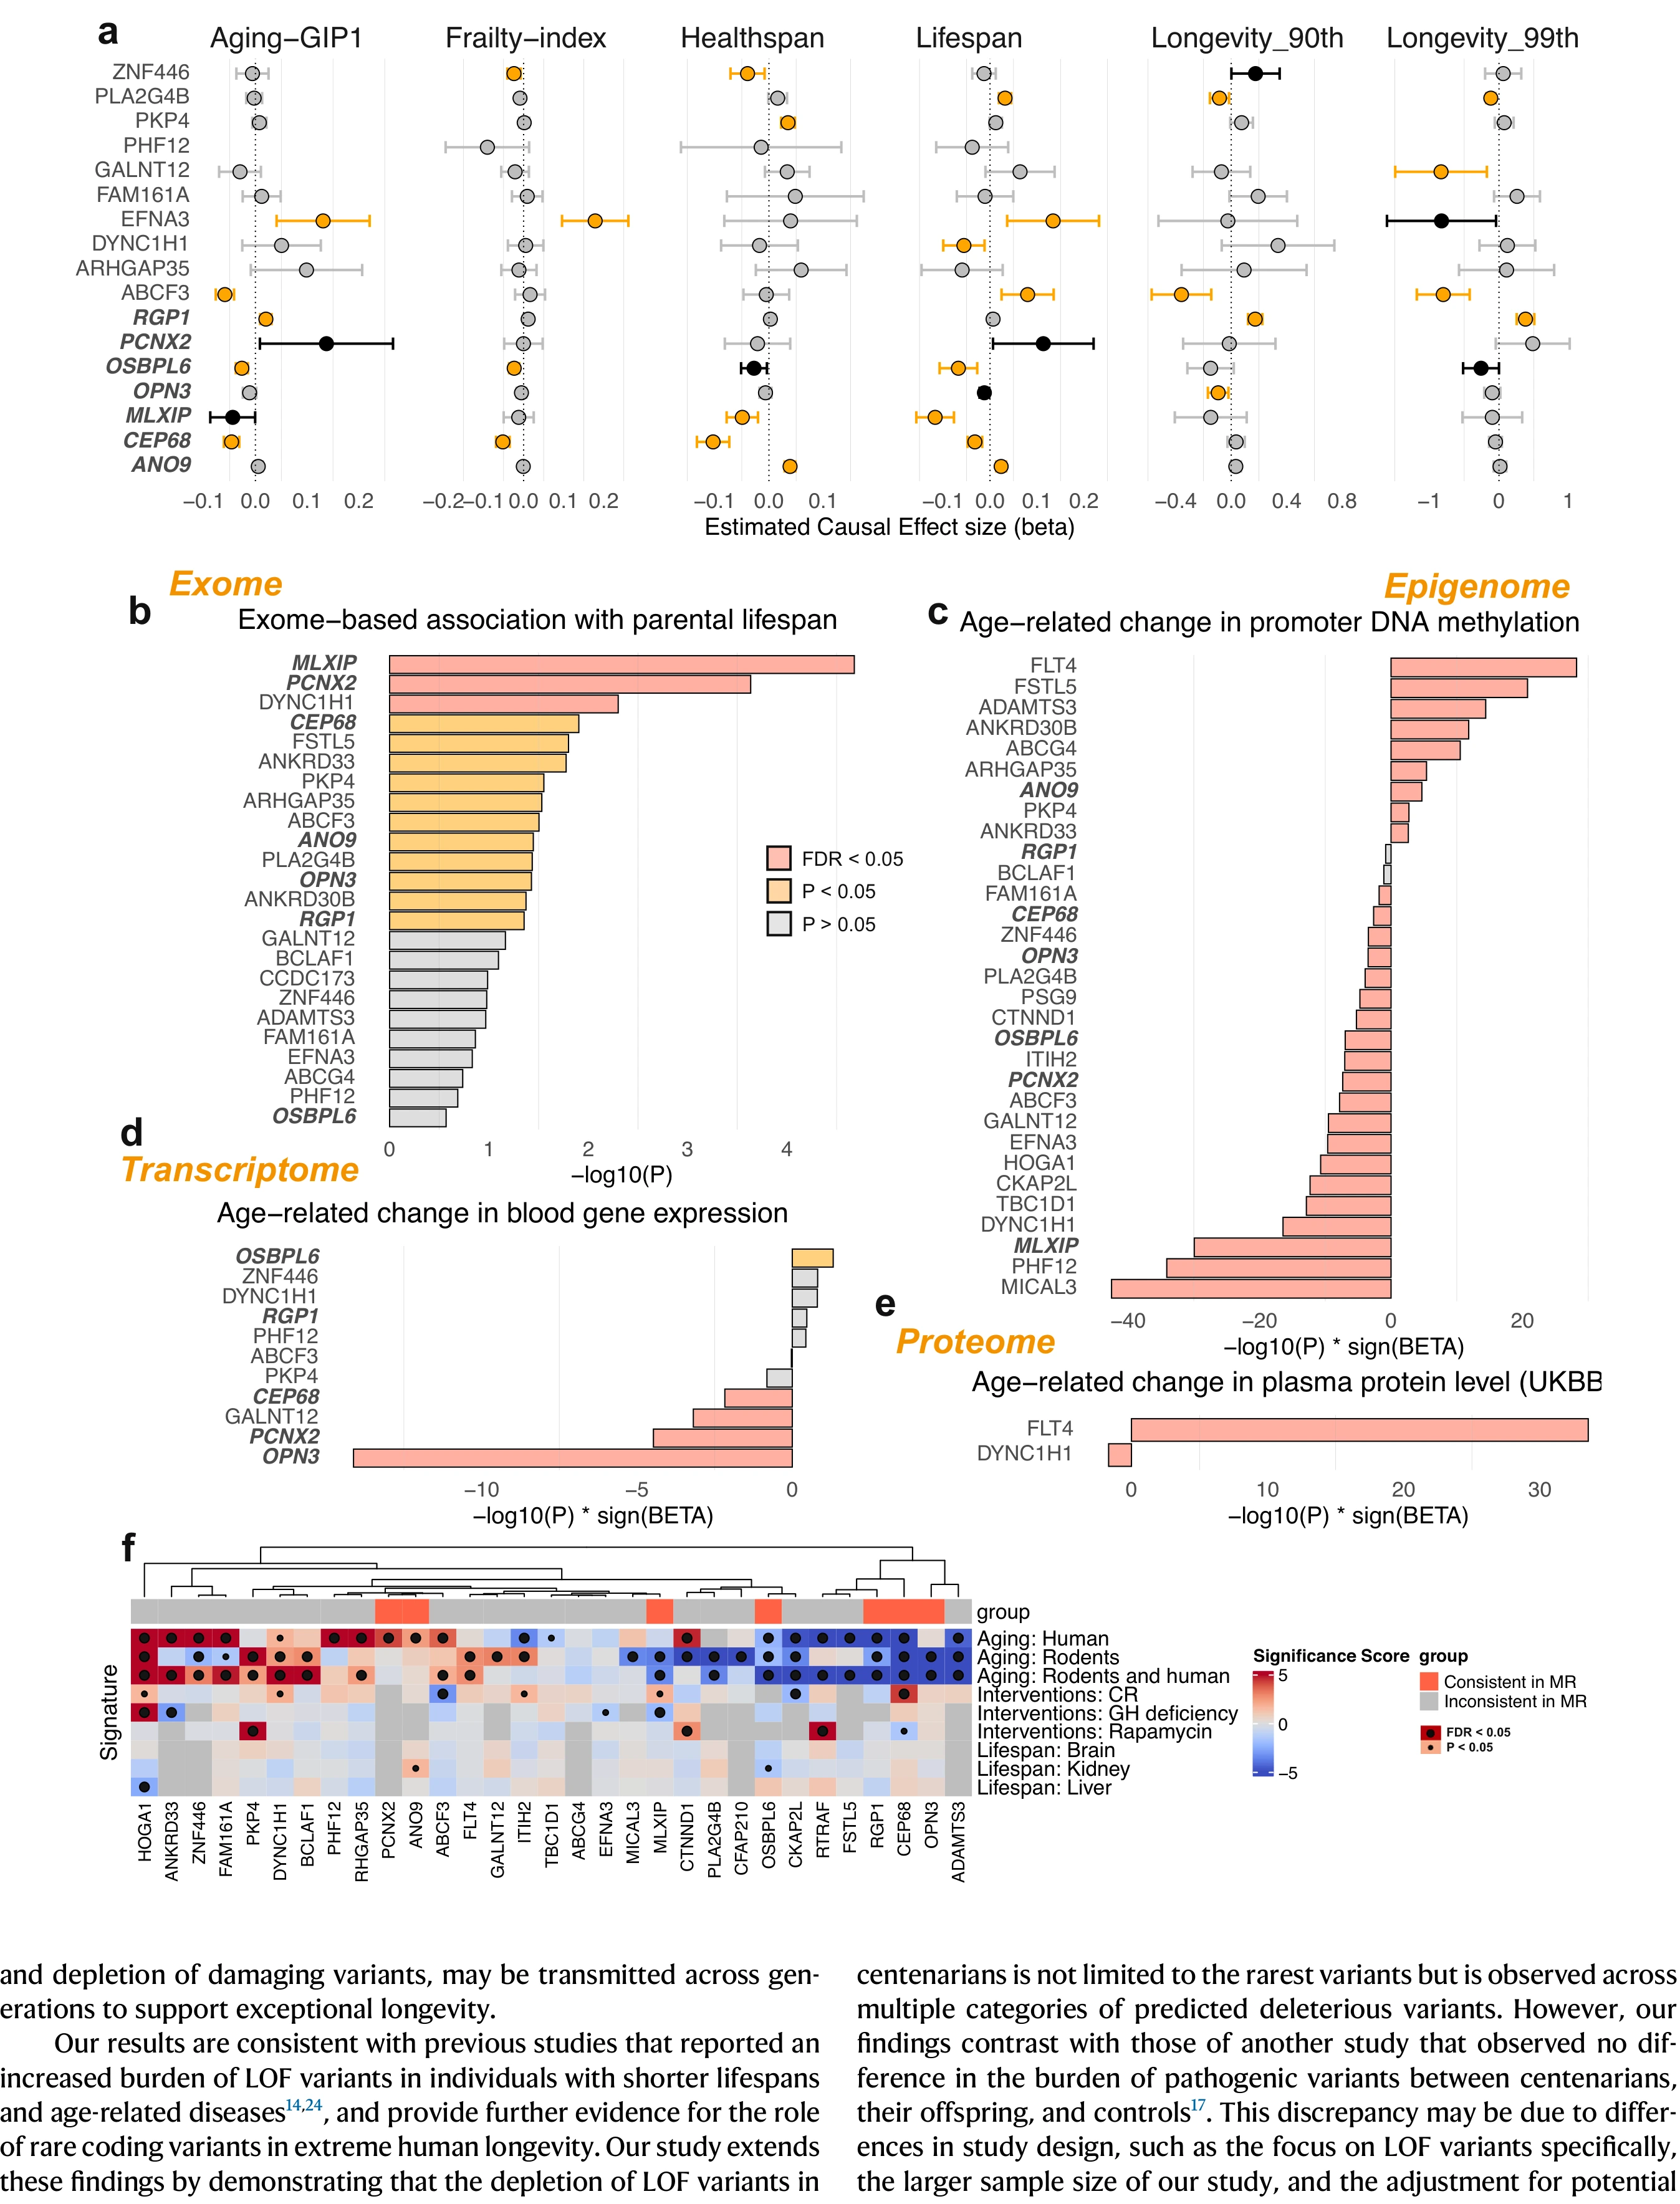 a
Aging−GIP1 Frailty−index Healthspan Lifespan Longevity_90th Longevity_99th
ZNF446
PLA2G4B
PKP4
PHF12
GALNT12
FAM161A
EFNA3
DYNC1H1
ARHGAP35
ABCF3
RGP1
PCNX2
OSBPL6
OPN3
MLXIP
CEP68
ANO9
−0.1 0.0 0.1 0.2 −0.2−0.1 0.0 0.1 0.2 −0.1 0.0 0.1 −0.1 0.0 0.1 0.2 −0.4 0.0 0.4 0.8 −1 0 1
Estimated Causal Effect size (beta)
Exome
b
Exome−based association with parental lifespan
MLXIP
PCNX2
DYNC1H1
CEP68
FSTL5
ANKRD33
PKP4
ARHGAP35
ABCF3
ANO9
PLA2G4B
OPN3
ANKRD30B
RGP1
GALNT12
BCLAF1
CCDC173
ZNF446
ADAMTS3
FAM161A
EFNA3
ABCG4
PHF12
OSBPL6
0 1 2 3 4
−log10(P)
FDR < 0.05
P < 0.05
P > 0.05
Epigenome
c
Age−related change in promoter DNA methylation
FLT4
FSTL5
ADAMTS3
ANKRD30B
ABCG4
ARHGAP35
ANO9
PKP4
ANKRD33
RGP1
BCLAF1
FAM161A
CEP68
ZNF446
OPN3
PLA2G4B
PSG9
CTNND1
OSBPL6
ITIH2
PCNX2
ABCF3
GALNT12
EFNA3
HOGA1
CKAP2L
TBC1D1
DYNC1H1
MLXIP
PHF12
MICAL3
−40 −20 0 20
−log10(P) * sign(BETA)
d
Transcriptome
Age−related change in blood gene expression
OSBPL6
ZNF446
DYNC1H1
RGP1
PHF12
ABCF3
PKP4
CEP68
GALNT12
PCNX2
OPN3
−10 −5 0
−log10(P) * sign(BETA)
e
Proteome
Age−related change in plasma protein level (UKBB
FLT4
DYNC1H1
0 10 20 30
−log10(P) * sign(BETA)
f
group
Signature
Aging: Human
Aging: Rodents
Aging: Rodents and human
Interventions: CR
Interventions: GH deficiency
Interventions: Rapamycin
Lifespan: Brain
Lifespan: Kidney
Lifespan: Liver
HOGA1
ANKRD33
ZNF446
FAM161A
PKP4
DYNC1H1
BCLAF1
PHF12
RHGAP35
PCNX2
ANO9
ABCF3
FLT4
GALNT12
ITIH2
TBC1D1
ABCG4
EFNA3
MICAL3
MLXIP
CTNND1
PLA2G4B
CFAP210
OSBPL6
CKAP2L
RTRAF
FSTL5
RGP1
CEP68
OPN3
ADAMTS3
Significance Score
5
0
−5
group
Consistent in MR
Inconsistent in MR
FDR < 0.05
P < 0.05
and depletion of damaging variants, may be transmitted across gen-
erations to support exceptional longevity.
Our results are consistent with previous studies that reported an
increased burden of LOF variants in individuals with shorter lifespans
and age-related diseases14,24, and provide further evidence for the role
of rare coding variants in extreme human longevity. Our study extends
these findings by demonstrating that the depletion of LOF variants in
centenarians is not limited to the rarest variants but is observed across
multiple categories of predicted deleterious variants. However, our
findings contrast with those of another study that observed no dif-
ference in the burden of pathogenic variants between centenarians,
their offspring, and controls17. This discrepancy may be due to differ-
ences in study design, such as the focus on LOF variants specifically,
the larger sample size of our study, and the adjustment for potential